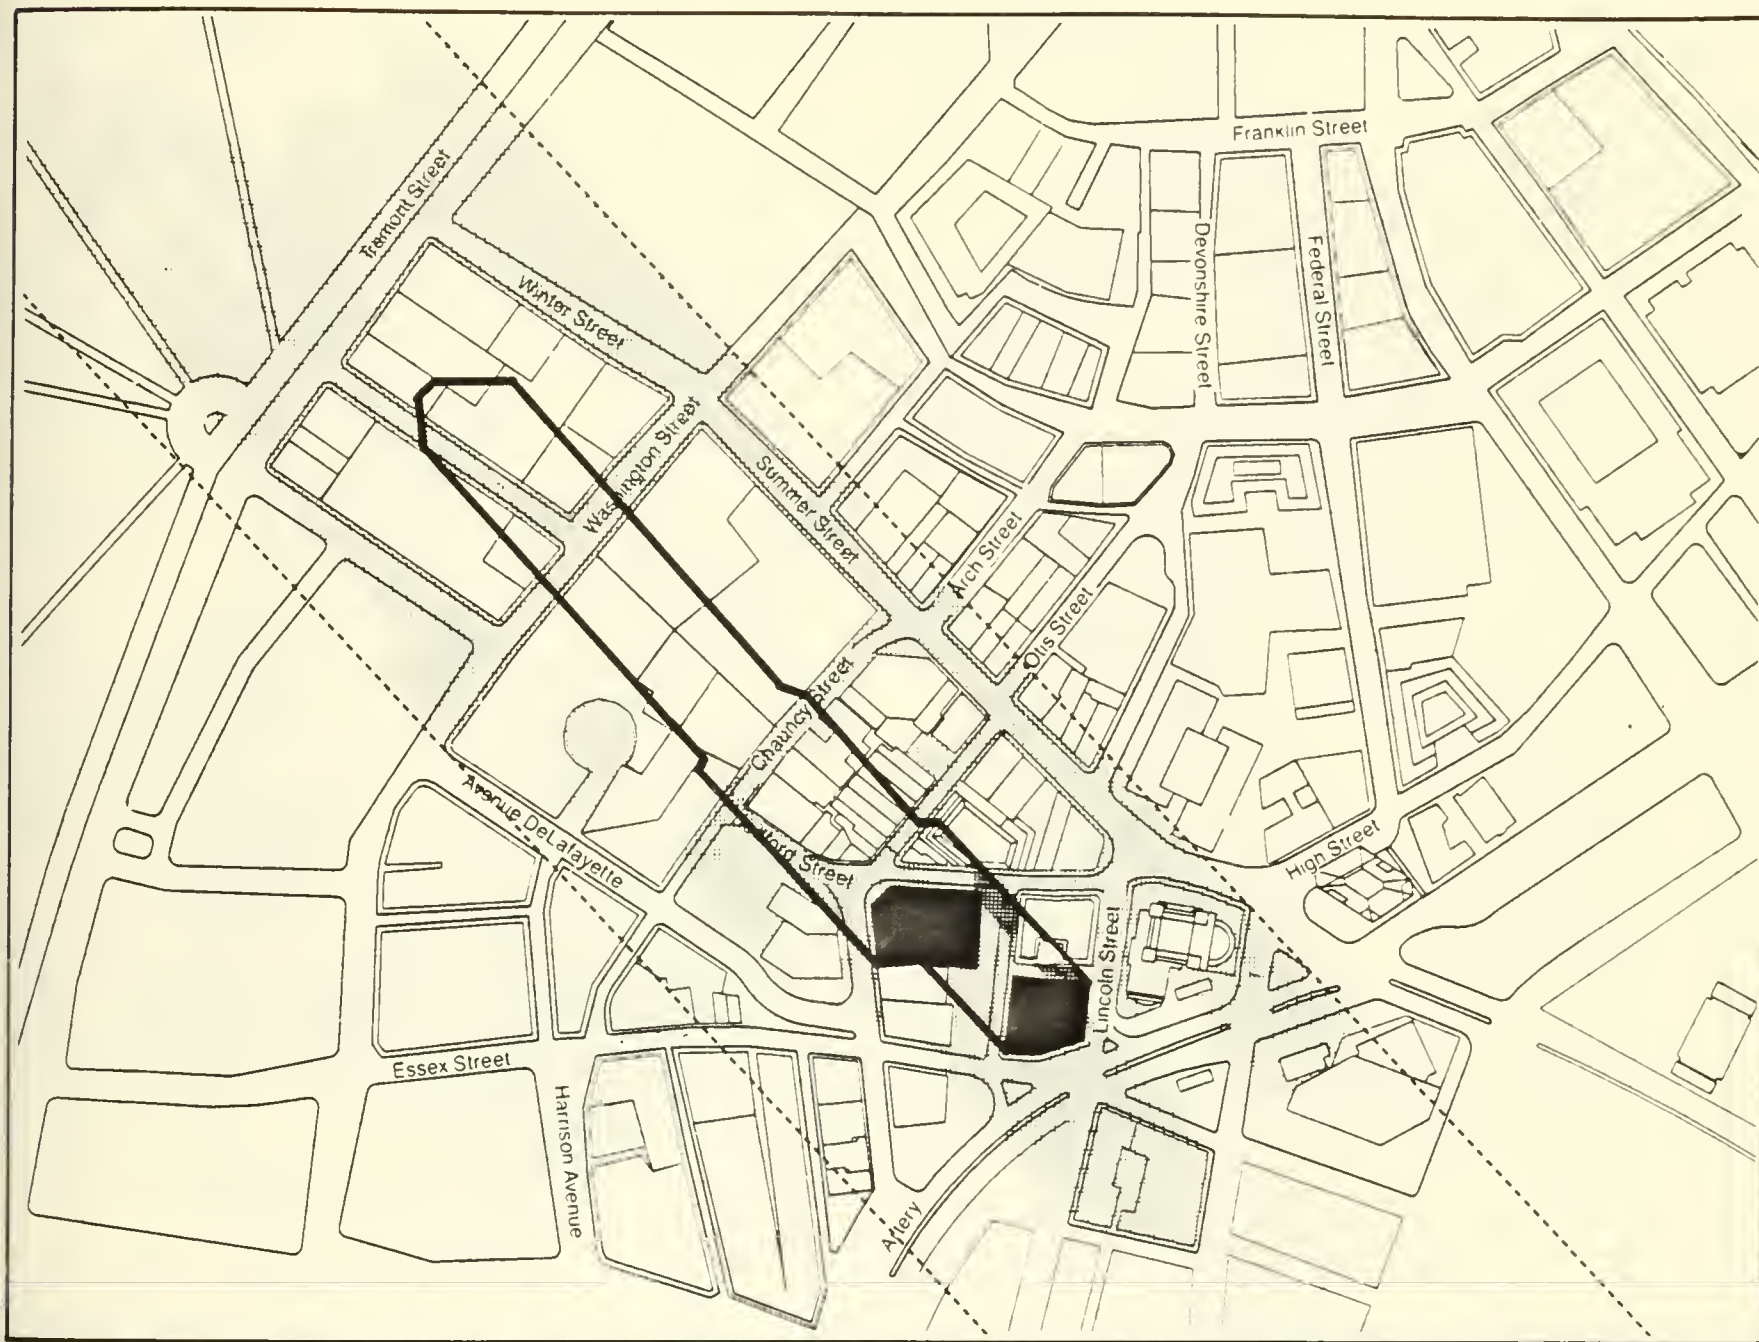 Franklin Street
Tremont Street
Devonshire Street
Federal Street
Winter Street
Washington Street
Summer Street
Arch Street
Otis Street
Chauncy Street
Avenue DeLafayette
High Street
Street
Lincoln Street
Essex Street
Harrison Avenue
Artery